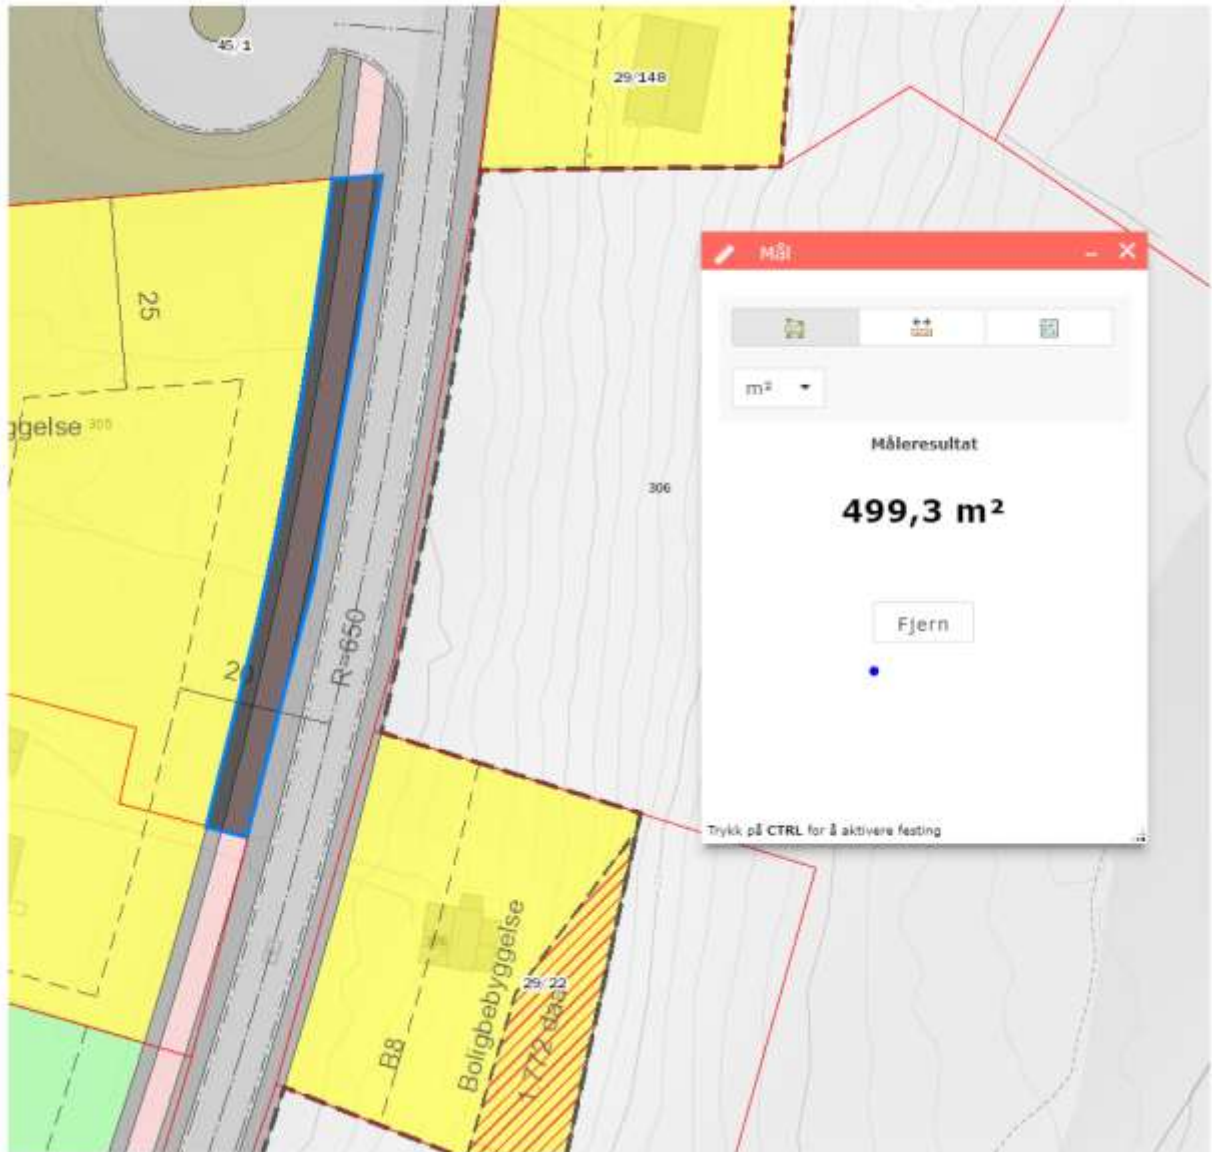 45/1
29/148
Mål
25
m²
ggelse 305
Måleresultat
306
499,3 m²
Fjern
R=650
20
Trykk på CTRL for å aktivere festing
Boligbebyggelse
29/22
B8